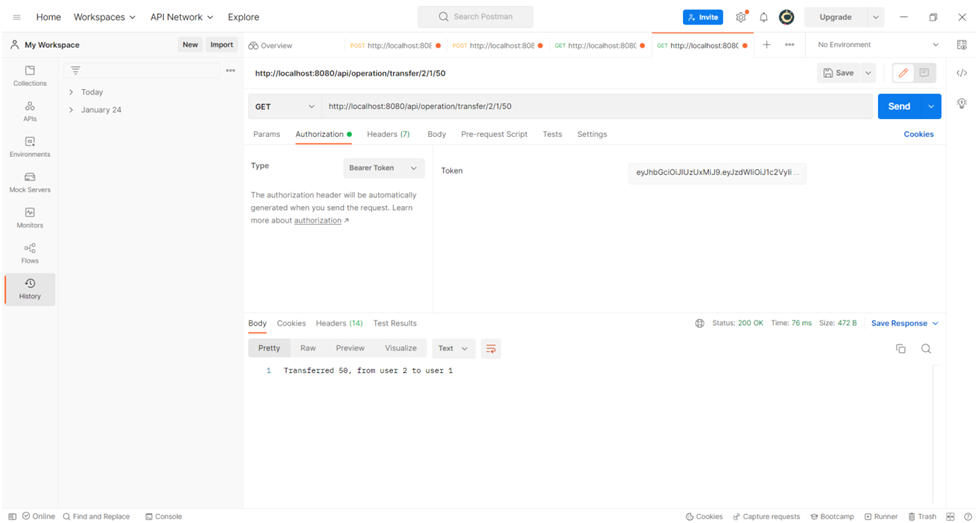 Home Workspaces API Network Explore Search Postman Invite Upgrade
My Workspace New Import Overview POST http://localhost:808 POST http://localhost:808 GET http://localhost:808 GET http://localhost:808 No Environment
Collections
APIs
Environments
Mock Servers
Monitors
Flows
History
Today
January 24
http://localhost:8080/api/operation/transfer/2/1/50 Save
GET http://localhost:8080/api/operation/transfer/2/1/50 Send
Params Authorization Headers (7) Body Pre-request Script Tests Settings Cookies
Type Bearer Token
The authorization header will be automatically
generated when you send the request. Learn
more about authorization ↗
Token eyJhbGciOiJIUzUxMiJ9.eyJzdWIiOiJ1c2VyIi ...
Body Cookies Headers (14) Test Results Status: 200 OK Time: 76 ms Size: 472 B Save Response
Pretty Raw Preview Visualize Text
1 Transferred 50, from user 2 to user 1
Online Find and Replace Console Cookies Capture requests Bootcamp Runner Trash